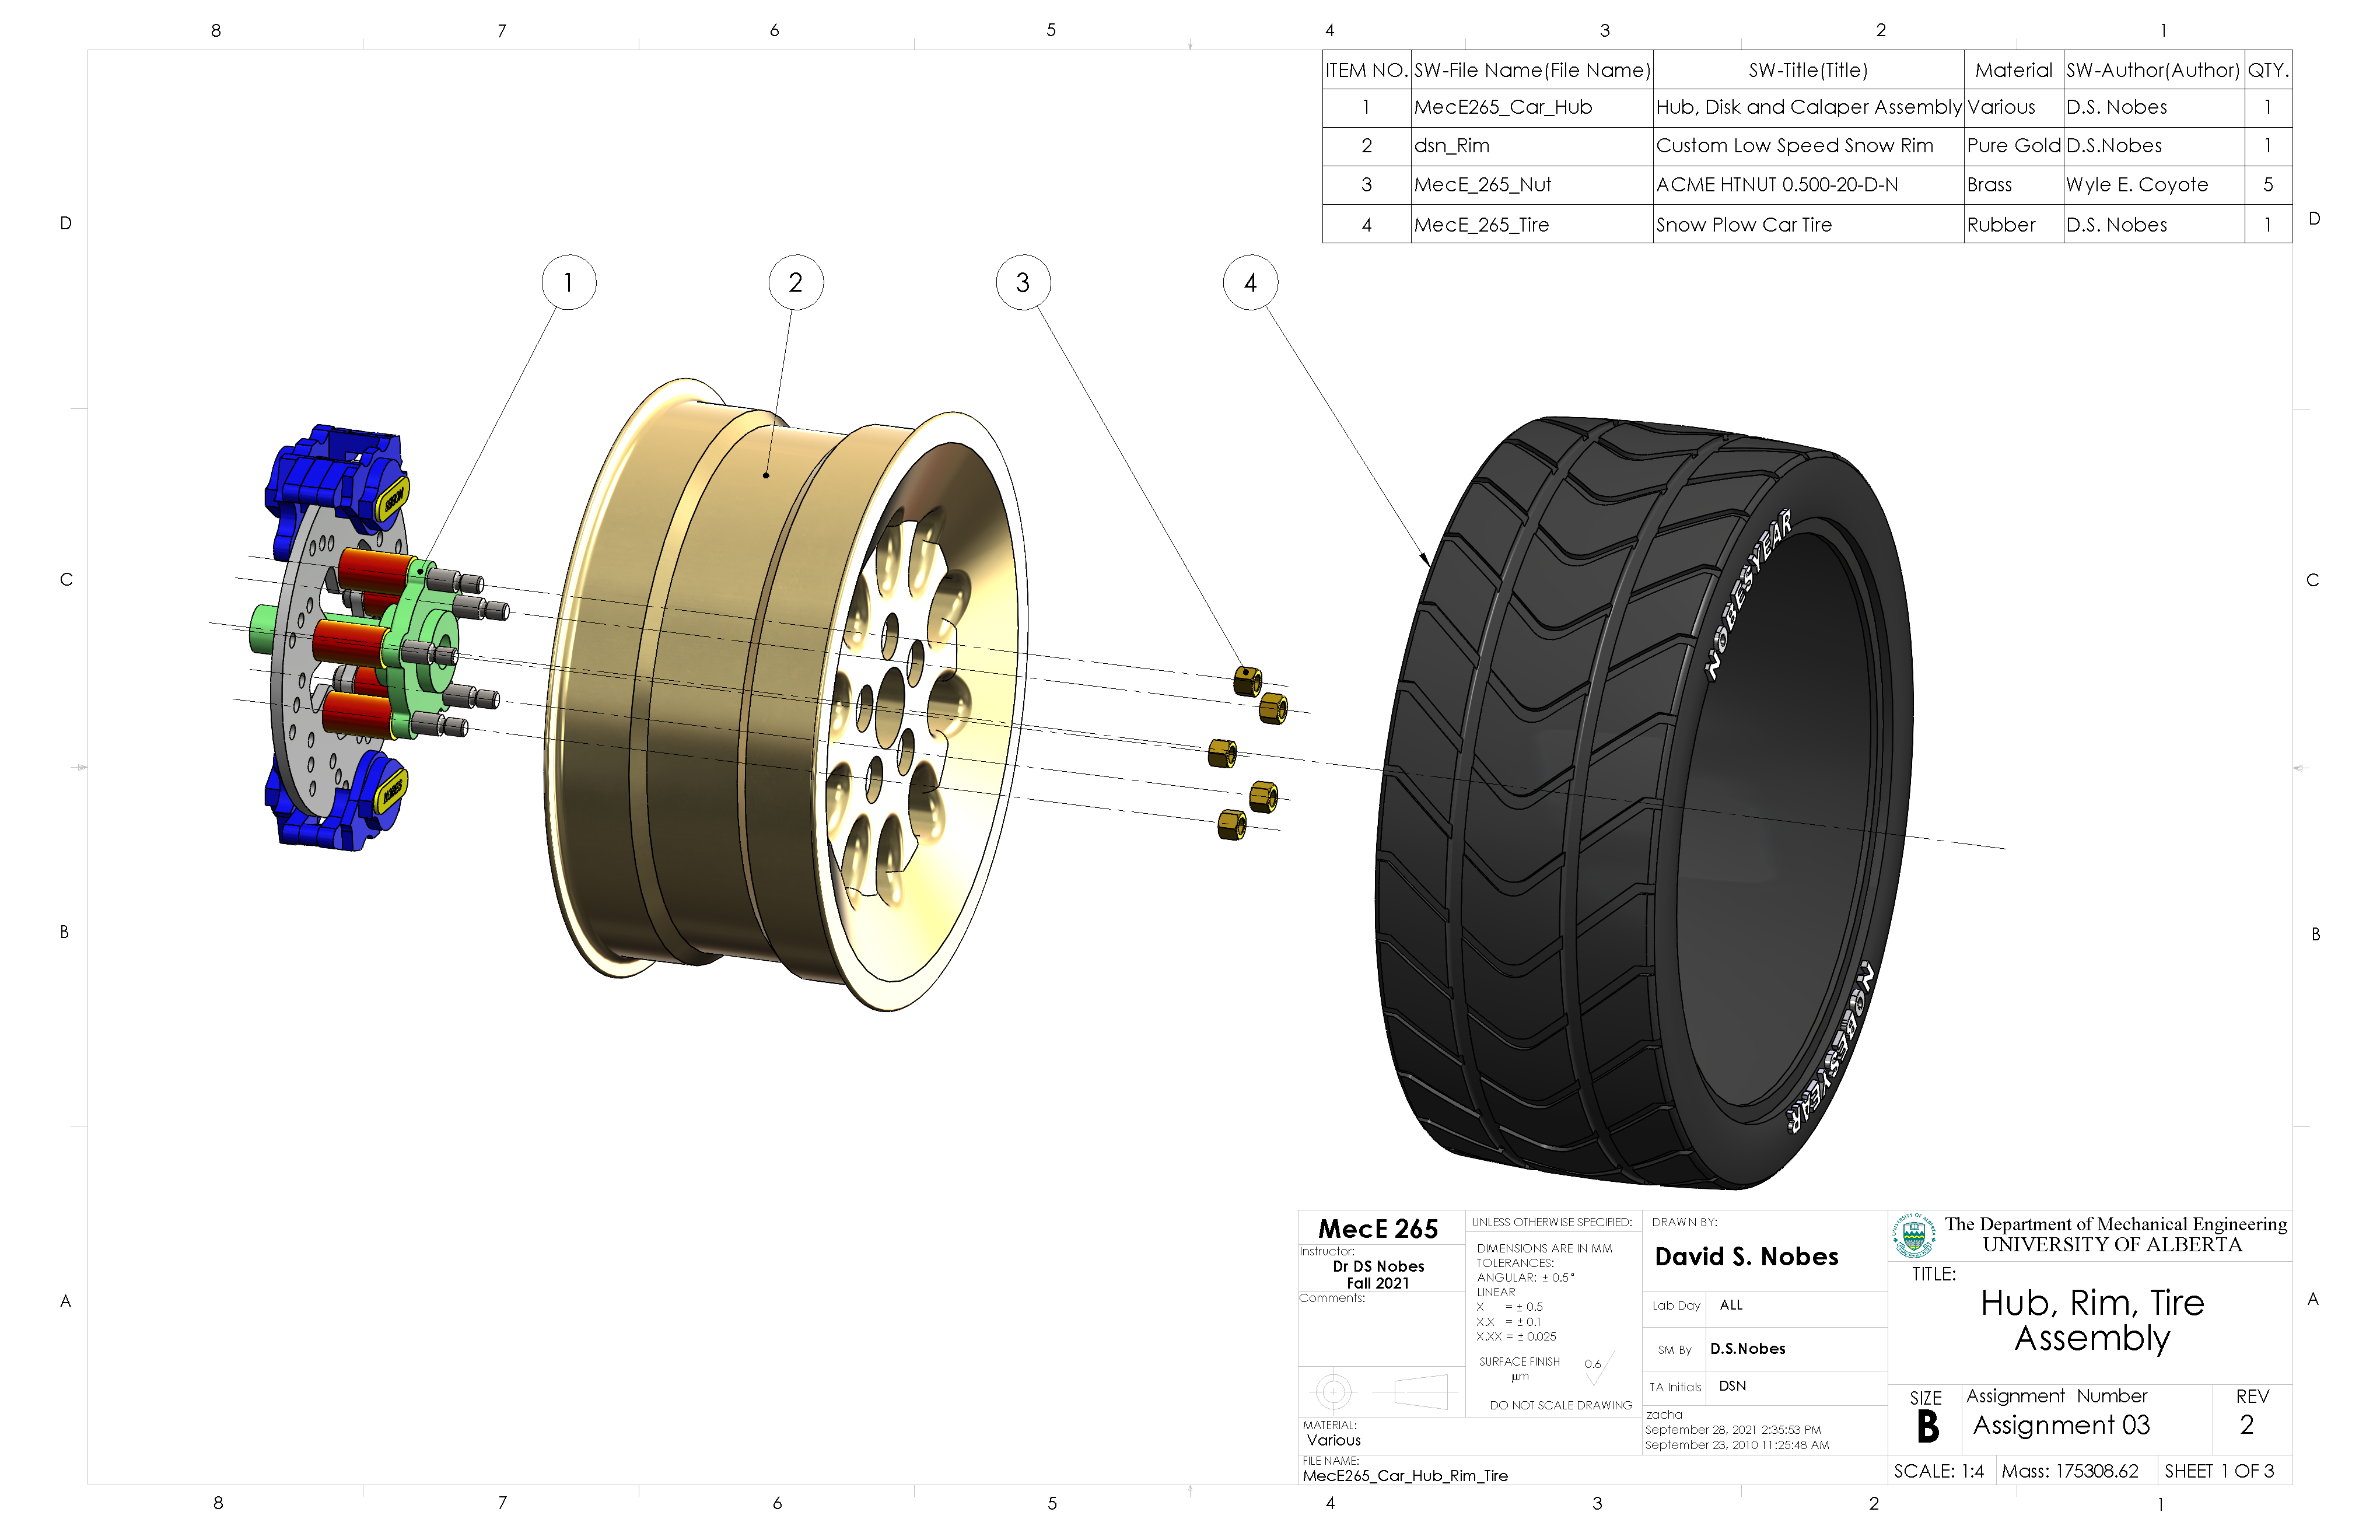 8 7 6 5 4 3 2 1
ITEM NO. SW-File Name(File Name) SW-Title(Title) Material SW-Author(Author) QTY.
1 MecE265_Car_Hub Hub, Disk and Calaper Assembly Various D.S. Nobes 1
2 dsn_Rim Custom Low Speed Snow Rim Pure Gold D.S.Nobes 1
3 MecE_265_Nut ACME HTNUT 0.500-20-D-N Brass Wyle E. Coyote 5
4 MecE_265_Tire Snow Plow Car Tire Rubber D.S. Nobes 1
D D
1 2 3 4
NOBES
NOBESYEAR
C C
NOBES
B B
NOBESYEAR
A A
MecE 265
Instructor:
Dr DS Nobes
Fall 2021
Comments:
UNLESS OTHERWISE SPECIFIED:
DIMENSIONS ARE IN MM
TOLERANCES:
ANGULAR: ± 0.5°
LINEAR
X = ± 0.5
X.X = ± 0.1
X.XX = ± 0.025
SURFACE FINISH 0.6
µm
DO NOT SCALE DRAWING
MATERIAL:
Various
FILE NAME:
MecE265_Car_Hub_Rim_Tire
DRAWN BY:
David S. Nobes
Lab Day ALL
SM By D.S.Nobes
TA Initials DSN
zacha
September 28, 2021 2:35:53 PM
September 23, 2010 11:25:48 AM
UNIVERSITY OF ALBERTA
The Department of Mechanical Engineering
UNIVERSITY OF ALBERTA
TITLE:
Hub, Rim, Tire
Assembly
SIZE
B
Assignment Number
Assignment 03
REV
2
SCALE: 1:4 Mass: 175308.62 SHEET 1 OF 3
8 7 6 5 4 3 2 1